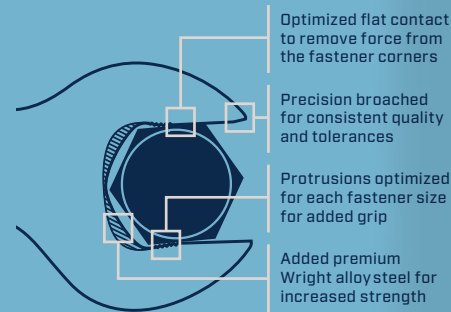 Optimized flat contact
to remove force from
the fastener corners
Precision broached
for consistent quality
and tolerances
Protrusions optimized
for each fastener size
for added grip
Added premium
Wright alloy steel for
increased strength